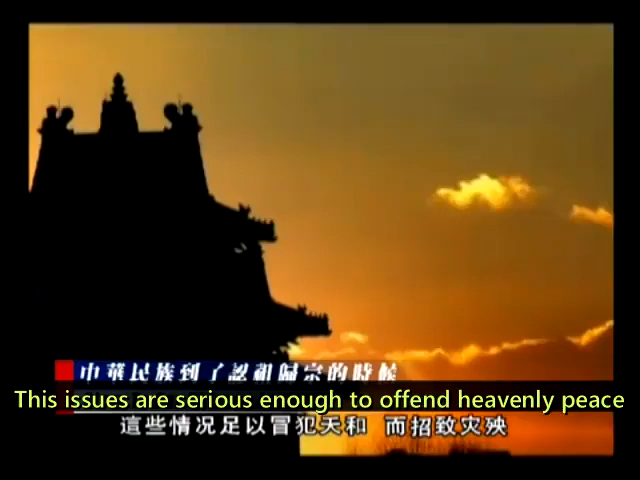 中華民族到了認祖歸宗的時候
This issues are serious enough to offend heavenly peace
這些情況足以冒犯天和 而招致灾殃